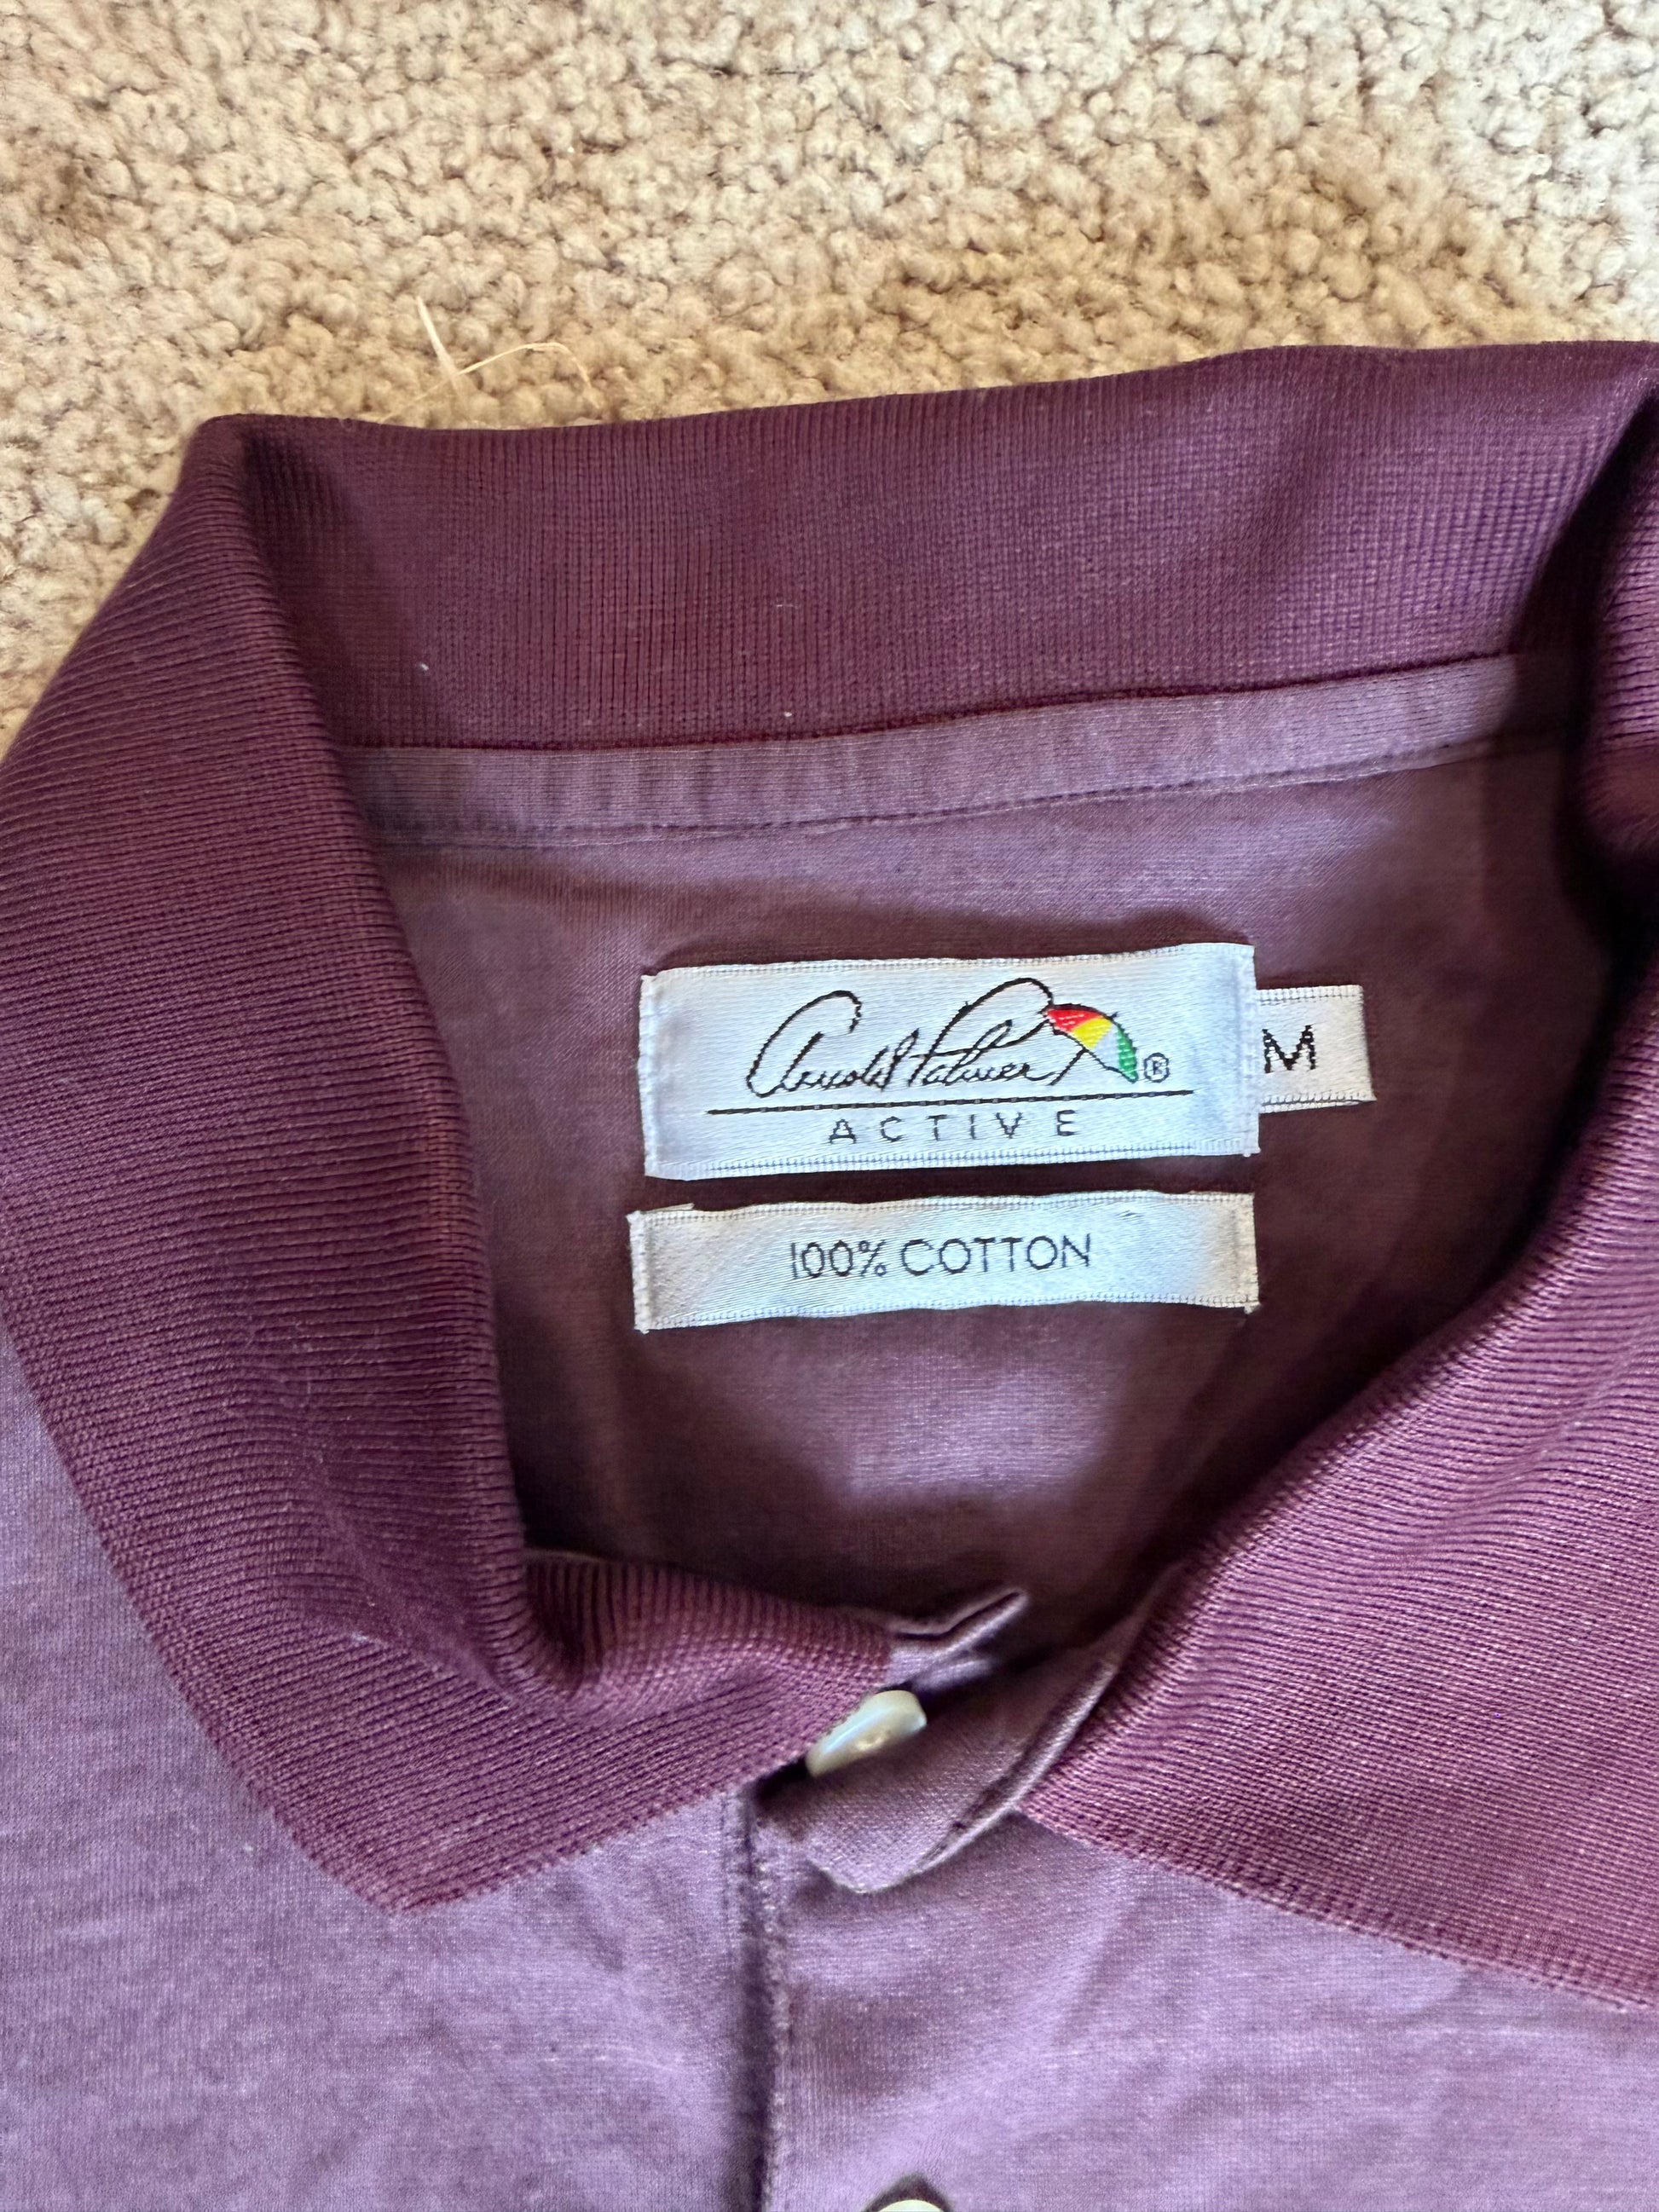 Arnold Palmer ®
M
ACTIVE
100% COTTON